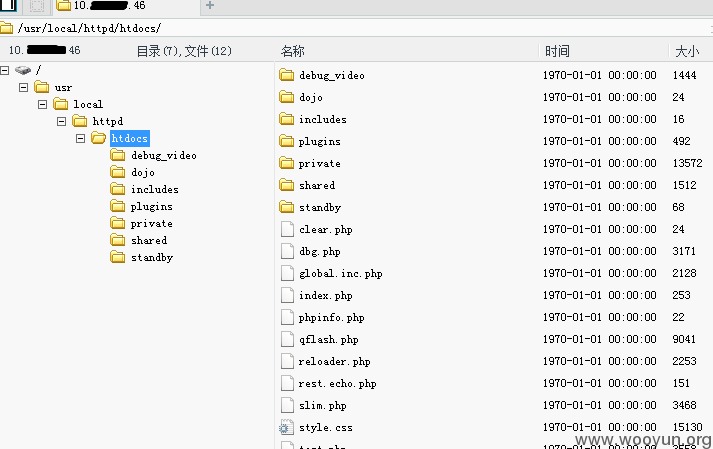 10. 46
/usr/local/httpd/htdocs/
10. 46 目录(7),文件(12) 名称 时间 大小
/
usr
local
httpd
htdocs
debug_video
dojo
includes
plugins
private
shared
standby
debug_video 1970-01-01 00:00:00 1444
dojo 1970-01-01 00:00:00 24
includes 1970-01-01 00:00:00 16
plugins 1970-01-01 00:00:00 492
private 1970-01-01 00:00:00 13572
shared 1970-01-01 00:00:00 1512
standby 1970-01-01 00:00:00 68
clear.php 1970-01-01 00:00:00 24
dbg.php 1970-01-01 00:00:00 3171
global.inc.php 1970-01-01 00:00:00 2128
index.php 1970-01-01 00:00:00 253
phpinfo.php 1970-01-01 00:00:00 22
qflash.php 1970-01-01 00:00:00 9041
reloader.php 1970-01-01 00:00:00 2253
rest.echo.php 1970-01-01 00:00:00 151
slim.php 1970-01-01 00:00:00 3468
style.css 1970-01-01 00:00:00 15130
www.wooyun.org